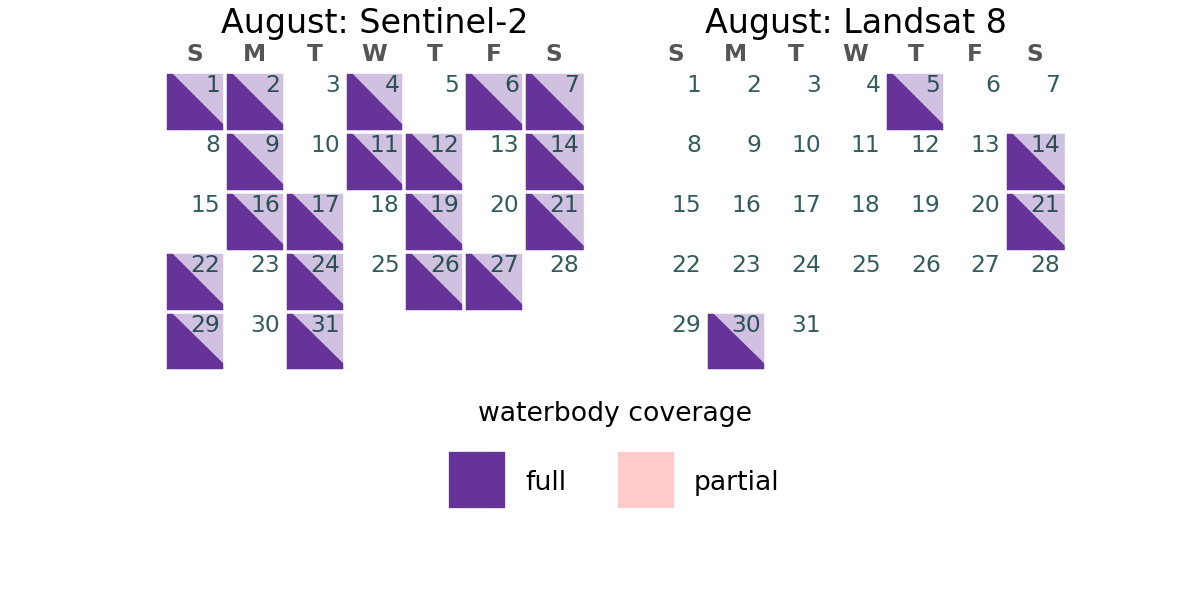 August: Sentinel-2
S M T W T F S
1 2 3 4 5 6 7
8 9 10 11 12 13 14
15 16 17 18 19 20 21
22 23 24 25 26 27 28
29 30 31
August: Landsat 8
S M T W T F S
1 2 3 4 5 6 7
8 9 10 11 12 13 14
15 16 17 18 19 20 21
22 23 24 25 26 27 28
29 30 31
waterbody coverage
full partial